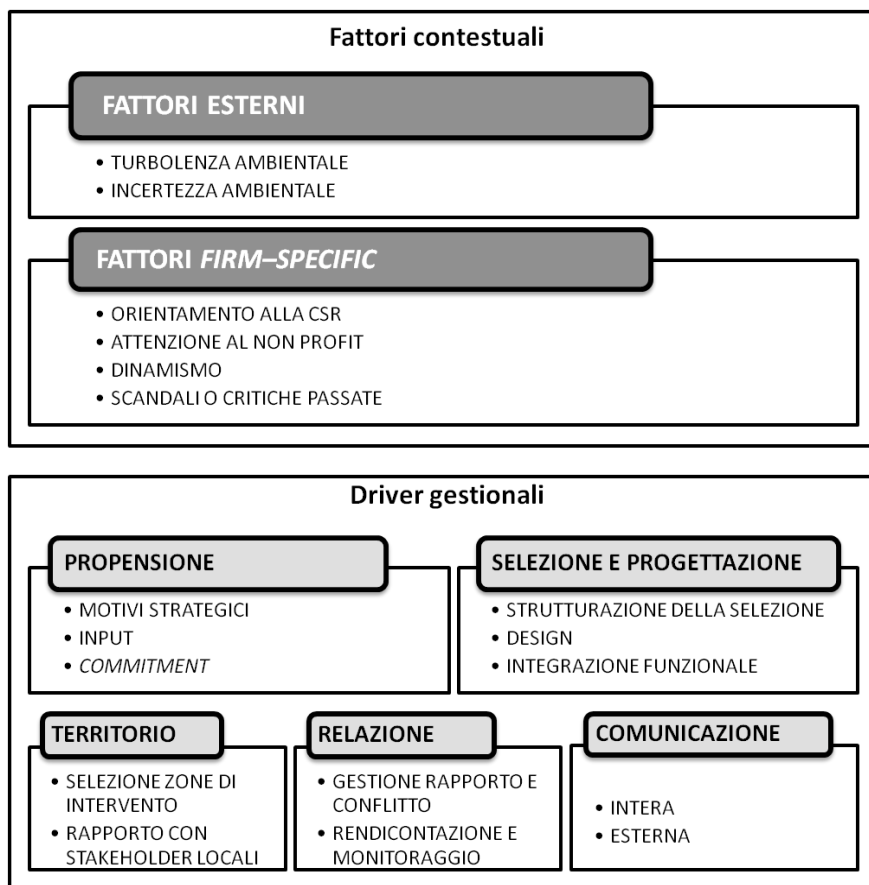 Fattori contestuali
FATTORI ESTERNI
• TURBOLENZA AMBIENTALE
• INCERTEZZA AMBIENTALE
FATTORI FIRM–SPECIFIC
• ORIENTAMENTO ALLA CSR
• ATTENZIONE AL NON PROFIT
• DINAMISMO
• SCANDALI O CRITICHE PASSATE
Driver gestionali
PROPENSIONE
• MOTIVI STRATEGICI
• INPUT
• COMMITMENT
SELEZIONE E PROGETTAZIONE
• STRUTTURAZIONE DELLA SELEZIONE
• DESIGN
• INTEGRAZIONE FUNZIONALE
TERRITORIO
• SELEZIONE ZONE DI
INTERVENTO
• RAPPORTO CON
STAKEHOLDER LOCALI
RELAZIONE
• GESTIONE RAPPORTO E
CONFLITTO
• RENDICONTAZIONE E
MONITORAGGIO
COMUNICAZIONE
• INTERA
• ESTERNA